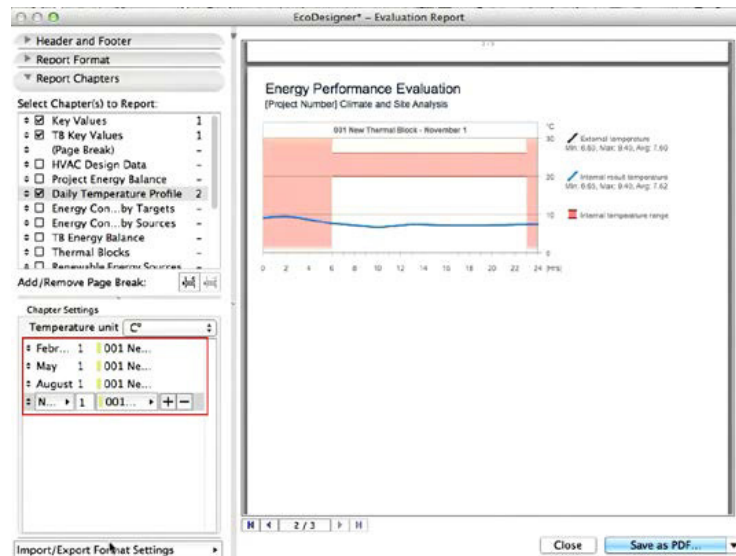 EcoDesigner* – Evaluation Report
Header and Footer
Report Format
Report Chapters
Select Chapter(s) to Report:
Key Values 1
TB Key Values 1
(Page Break) –
HVAC Design Data –
Project Energy Balance –
Daily Temperature Profile 2
Energy Con...by Targets –
Energy Con...by Sources –
TB Energy Balance –
Thermal Blocks –
Renewable Energy Sources –
Add/Remove Page Break:
Chapter Settings
Temperature unit C°
Febr... 1 001 Ne...
May 1 001 Ne...
August 1 001 Ne...
N... 1 001...
Import/Export Format Settings
Energy Performance Evaluation
[Project Number] Climate and Site Analysis
001 New Thermal Block - November 1
°C
30
20
10
0
0 2 4 6 8 10 12 14 16 18 20 22 24 [HRS]
External temperature
Min: 6.60, Max: 9.40, Avg: 7.60
Internal result temperature
Min: 6.65, Max: 9.40, Avg: 7.62
Internal temperature range
2 / 3
Close
Save as PDF...